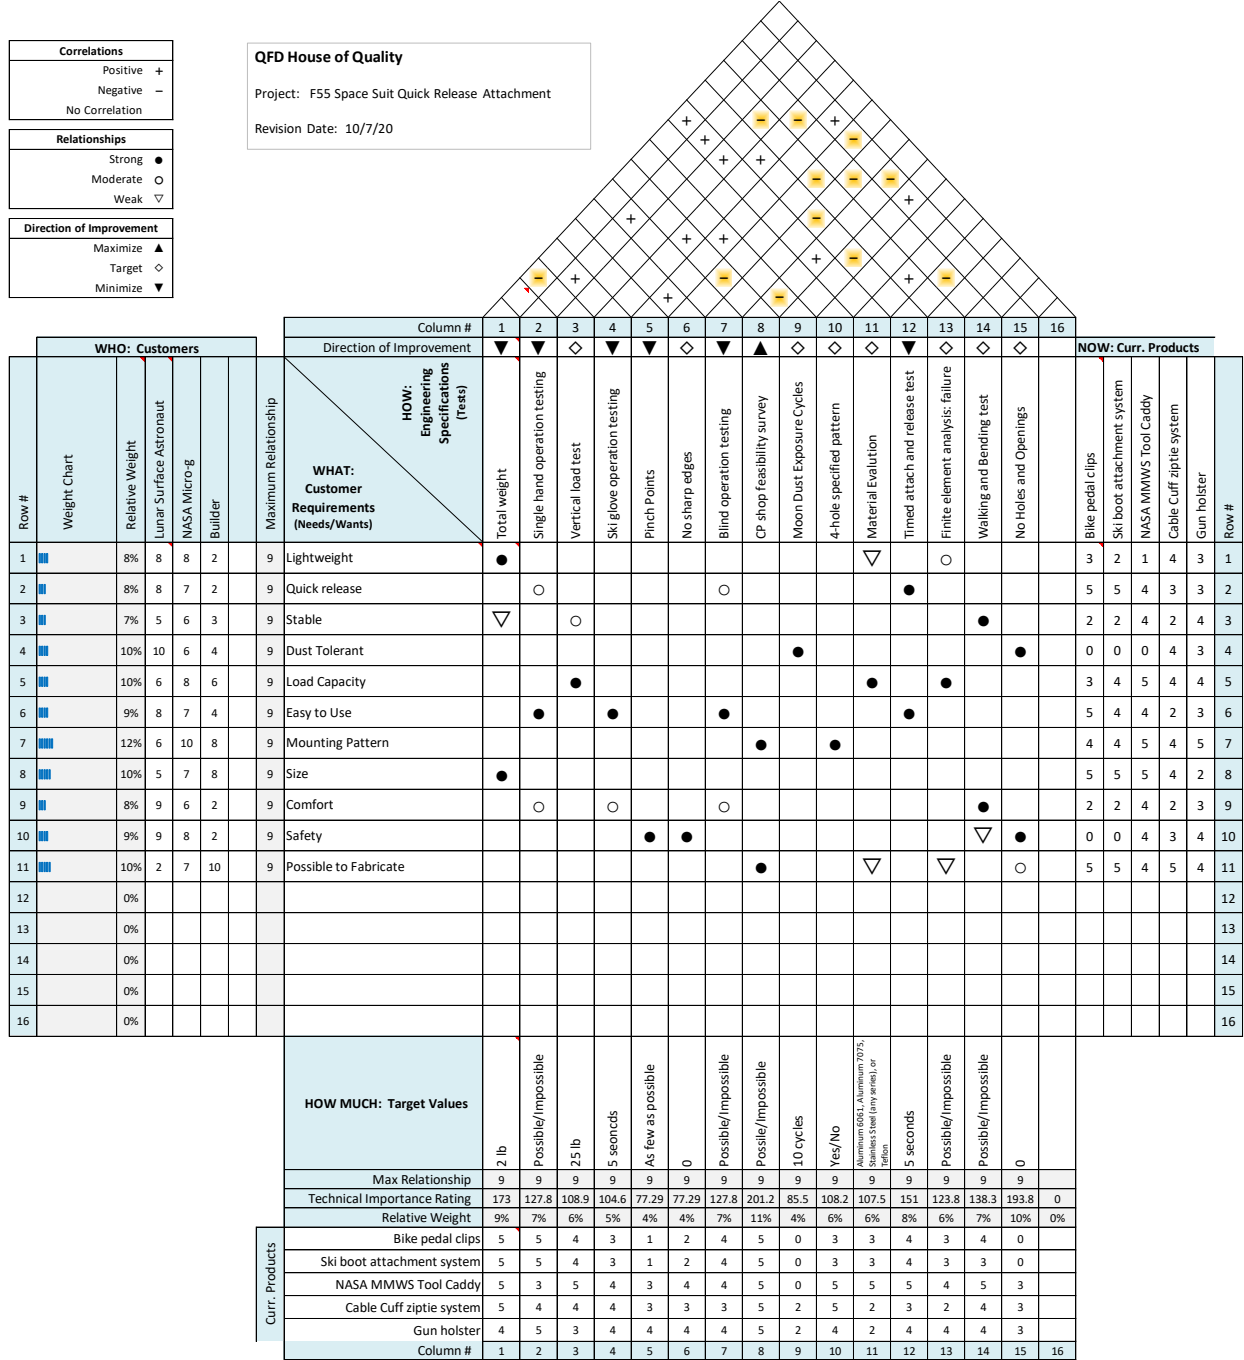 Correlations
Positive +
Negative −
No Correlation
Relationships
Strong ●
Moderate ○
Weak ▽
Direction of Improvement
Maximize ▲
Target ◇
Minimize ▼
QFD House of Quality
Project: F55 Space Suit Quick Release Attachment
Revision Date: 10/7/20
+ − − + 
+ −
+ +
− − −
+
+ −
+ +
+ −
− + − + −
+ −
Column # 1 2 3 4 5 6 7 8 9 10 11 12 13 14 15 16
WHO: Customers
Direction of Improvement ▼ ▼ ◇ ▼ ▼ ◇ ▼ ▲ ◇ ◇ ◇ ▼ ◇ ◇ ◇
NOW: Curr. Products
Row #
Weight Chart
Relative Weight
Lunar Surface Astronaut
NASA Micro-g
Builder
Maximum Relationship
HOW:
Engineering
Specifications
(Tests)
WHAT:
Customer
Requirements
(Needs/Wants)
Total weight
Single hand operation testing
Vertical load test
Ski glove operation testing
Pinch Points
No sharp edges
Blind operation testing
CP shop feasibility survey
Moon Dust Exposure Cycles
4-hole specified pattern
Material Evalution
Timed attach and release test
Finite element analysis: failure
Walking and Bending test
No Holes and Openings
Bike pedal clips
Ski boot attachment system
NASA MMWS Tool Caddy
Cable Cuff ziptie system
Gun holster
Row #
1 8% 8 8 2 9 Lightweight ● ▽ ○ 3 2 1 4 3 1
2 8% 8 7 2 9 Quick release ○ ○ ● 5 5 4 3 3 2
3 7% 5 6 3 9 Stable ▽ ○ ● 2 2 4 2 4 3
4 10% 10 6 4 9 Dust Tolerant ● ● 0 0 0 4 3 4
5 10% 6 8 6 9 Load Capacity ● ● ● 3 4 5 4 4 5
6 9% 8 7 4 9 Easy to Use ● ● ● ● 5 4 4 2 3 6
7 12% 6 10 8 9 Mounting Pattern ● ● 4 4 5 4 5 7
8 10% 5 7 8 9 Size ● 5 5 5 4 2 8
9 8% 9 6 2 9 Comfort ○ ○ ○ ● 2 2 4 2 3 9
10 9% 9 8 2 9 Safety ● ● ▽ ● 0 0 4 3 4 10
11 10% 2 7 10 9 Possible to Fabricate ● ▽ ▽ ○ 5 5 4 5 4 11
12 0% 12
13 0% 13
14 0% 14
15 0% 15
16 0% 16
HOW MUCH: Target Values
2 lb
Possible/Impossible
25 lb
5 seoncds
As few as possible
0
Possible/Impossible
Possile/Impossible
10 cycles
Yes/No
Aluminum 6061, Aluminum 7075,
Stainless Steel (any series), or
Teflon
5 seconds
Possible/Impossible
Possible/Impossible
0
Max Relationship 9 9 9 9 9 9 9 9 9 9 9 9 9 9 9
Technical Importance Rating 173 127.8 108.9 104.6 77.29 77.29 127.8 201.2 85.5 108.2 107.5 151 123.8 138.3 193.8 0
Relative Weight 9% 7% 6% 5% 4% 4% 7% 11% 4% 6% 6% 8% 6% 7% 10% 0%
Curr. Products
Bike pedal clips 5 5 4 3 1 2 4 5 0 3 3 4 3 4 0
Ski boot attachment system 5 5 4 3 1 2 4 5 0 3 3 4 3 3 0
NASA MMWS Tool Caddy 5 3 5 4 3 4 4 5 0 5 5 5 4 5 3
Cable Cuff ziptie system 5 4 4 4 3 3 3 5 2 5 2 3 2 4 3
Gun holster 4 5 3 4 4 4 4 5 2 4 2 4 4 4 3
Column # 1 2 3 4 5 6 7 8 9 10 11 12 13 14 15 16